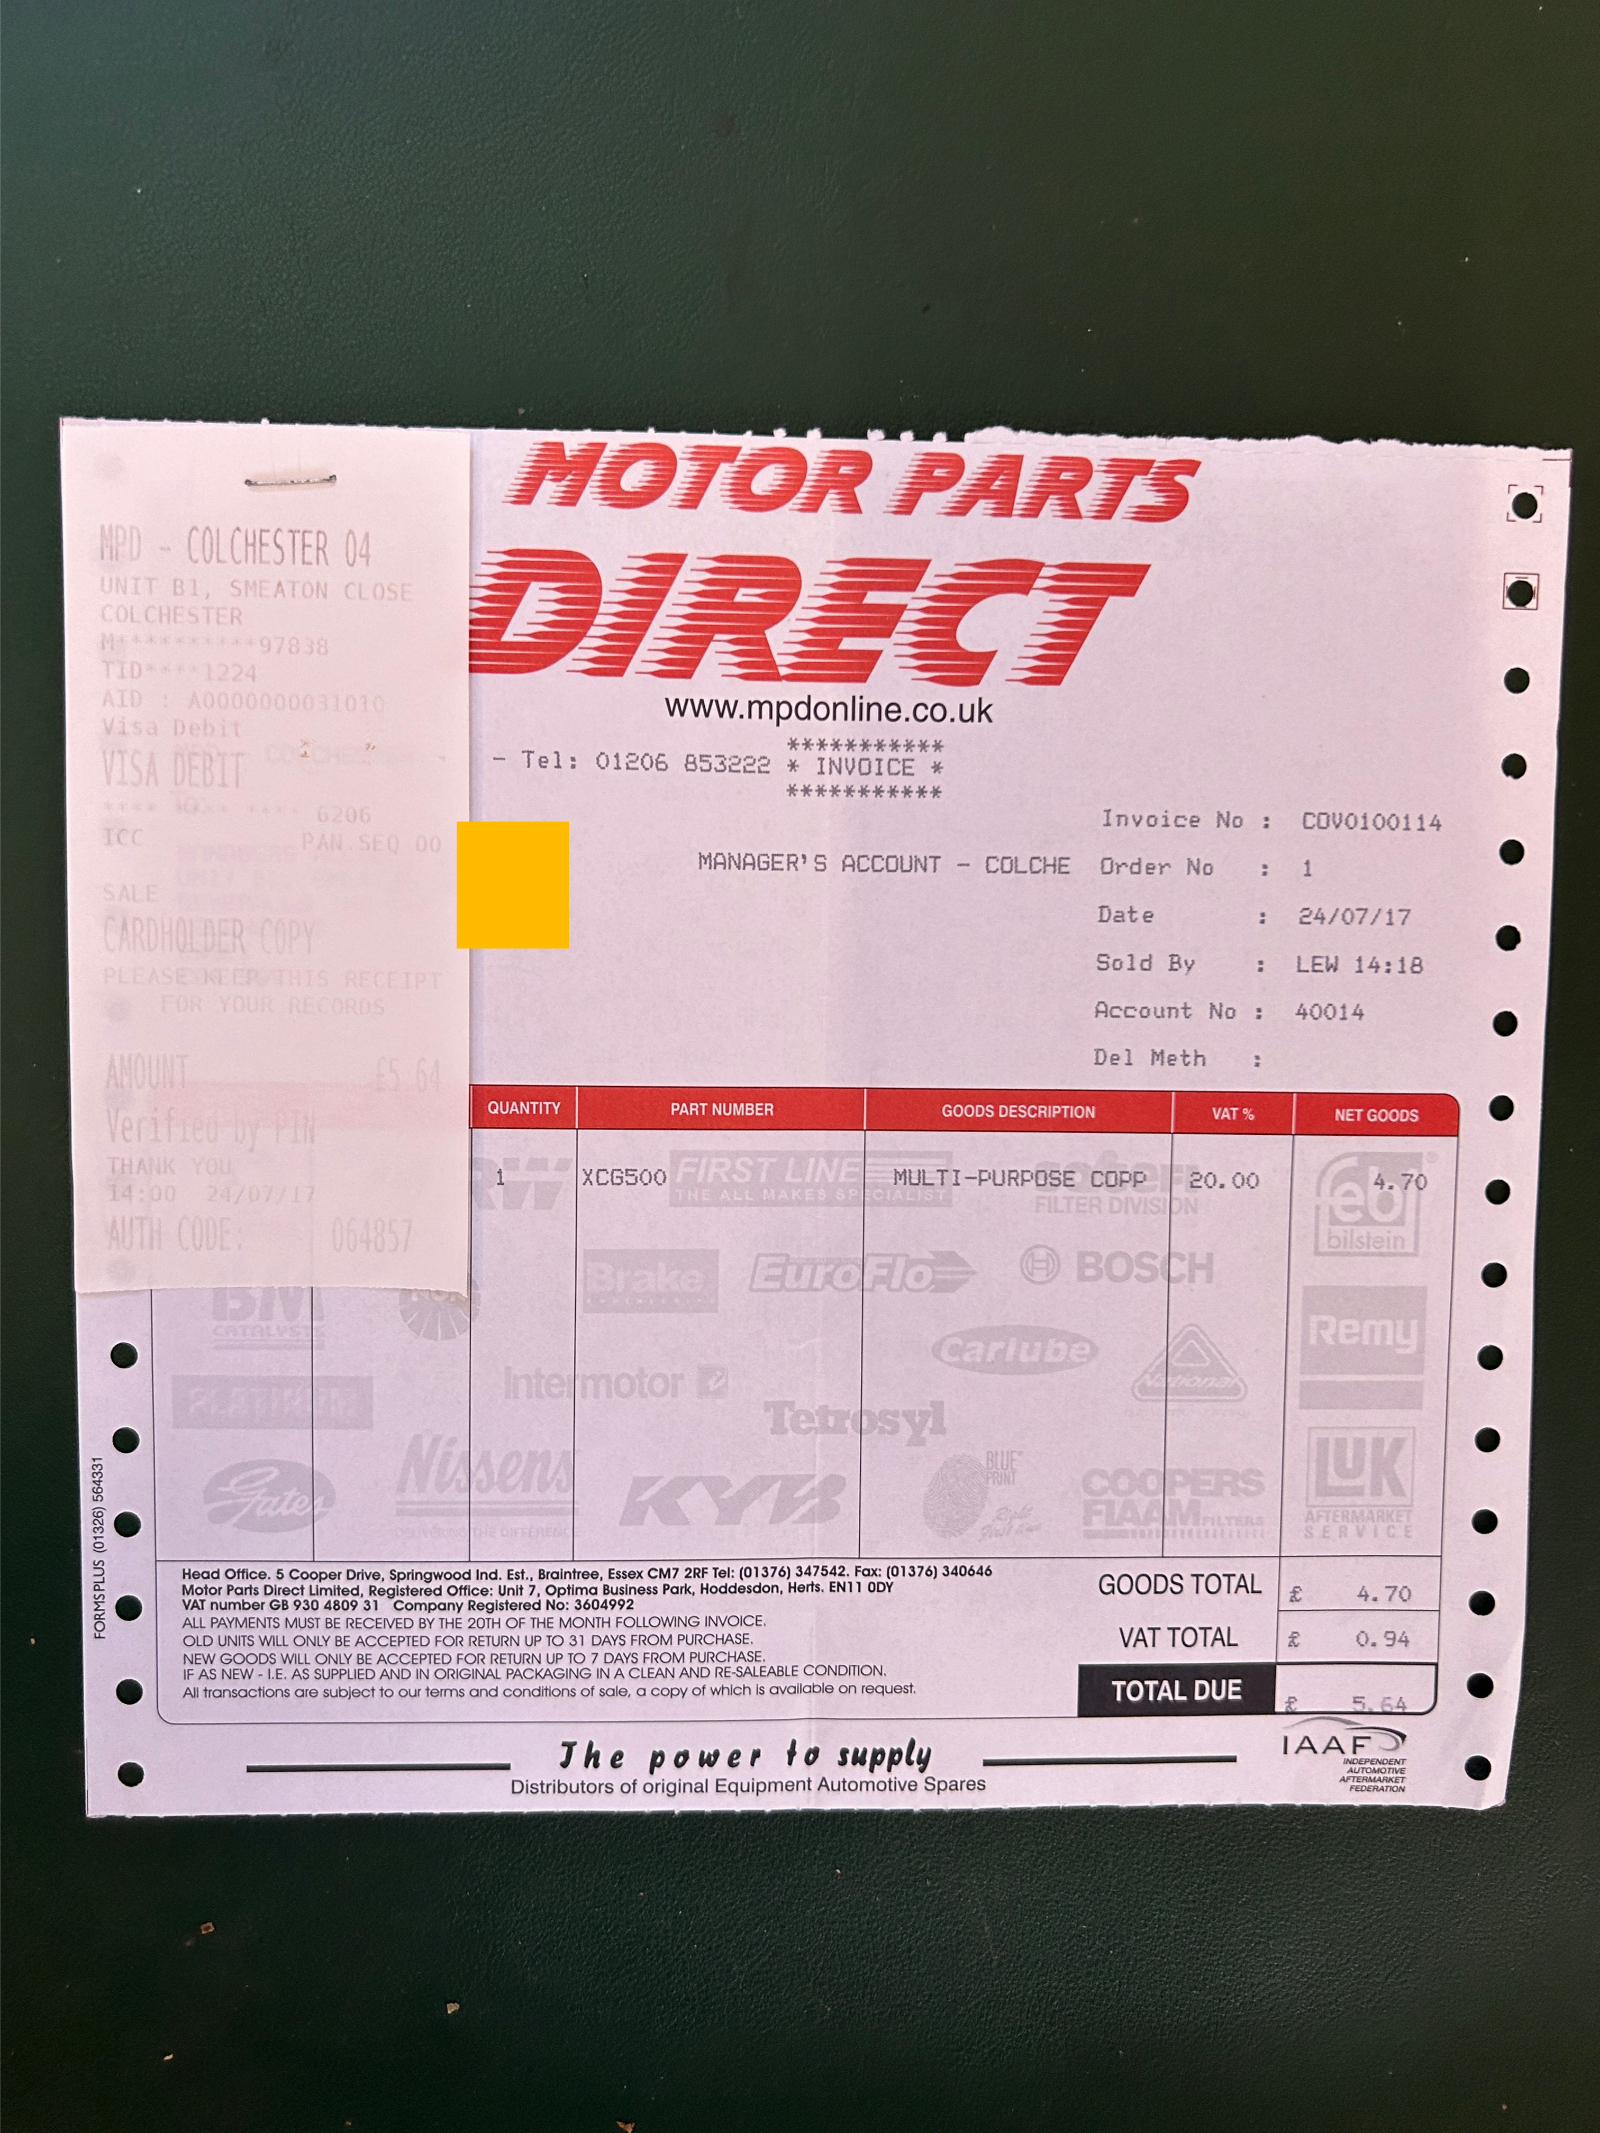 MOTOR PARTS
DIRECT
www.mpdonline.co.uk
- Tel: 01206 853222
***********
* INVOICE *
***********
MANAGER'S ACCOUNT - COLCHE
Invoice No : COV0100114
Order No : 1
Date : 24/07/17
Sold By : LEW 14:18
Account No : 40014
Del Meth :
MPD - COLCHESTER 04
UNIT B1, SMEATON CLOSE
COLCHESTER
M**********97838
TID****1224
AID : A0000000031010
Visa Debit
VISA DEBIT
**** **** **** 6206
ICC PAN.SEQ 00
SALE
CARDHOLDER COPY
PLEASE KEEP THIS RECEIPT
FOR YOUR RECORDS
AMOUNT £5.64
Verified by PIN
THANK YOU
14:00 24/07/17
AUTH CODE: 064857
QUANTITY PART NUMBER GOODS DESCRIPTION VAT % NET GOODS
1 XCG500 MULTI-PURPOSE COPP 20.00 4.70
FIRST LINE
THE ALL MAKES SPECIALIST
FILTER DIVISION
feb bilstein
Brake
EuroFlo
BOSCH
BM
CATALYSTS
Remy
Carlube
National
Intermotor
PLATINUM
Tetrosyl
Gates
Nissens
DELIVERING THE DIFFERENCE
KYB
BLUE PRINT
COOPERS
FIAAM FILTERS
LUK
AFTERMARKET
SERVICE
FORMSPLUS (01326) 564331
Head Office. 5 Cooper Drive, Springwood Ind. Est., Braintree, Essex CM7 2RF Tel: (01376) 347542. Fax: (01376) 340646
Motor Parts Direct Limited, Registered Office: Unit 7, Optima Business Park, Hoddesdon, Herts. EN11 0DY
VAT number GB 930 4809 31 Company Registered No: 3604992
ALL PAYMENTS MUST BE RECEIVED BY THE 20TH OF THE MONTH FOLLOWING INVOICE.
OLD UNITS WILL ONLY BE ACCEPTED FOR RETURN UP TO 31 DAYS FROM PURCHASE.
NEW GOODS WILL ONLY BE ACCEPTED FOR RETURN UP TO 7 DAYS FROM PURCHASE.
IF AS NEW - I.E. AS SUPPLIED AND IN ORIGINAL PACKAGING IN A CLEAN AND RE-SALEABLE CONDITION.
All transactions are subject to our terms and conditions of sale, a copy of which is available on request.
GOODS TOTAL £ 4.70
VAT TOTAL £ 0.94
TOTAL DUE £ 5.64
The power to supply
Distributors of original Equipment Automotive Spares
IAAF
INDEPENDENT
AUTOMOTIVE
AFTERMARKET
FEDERATION